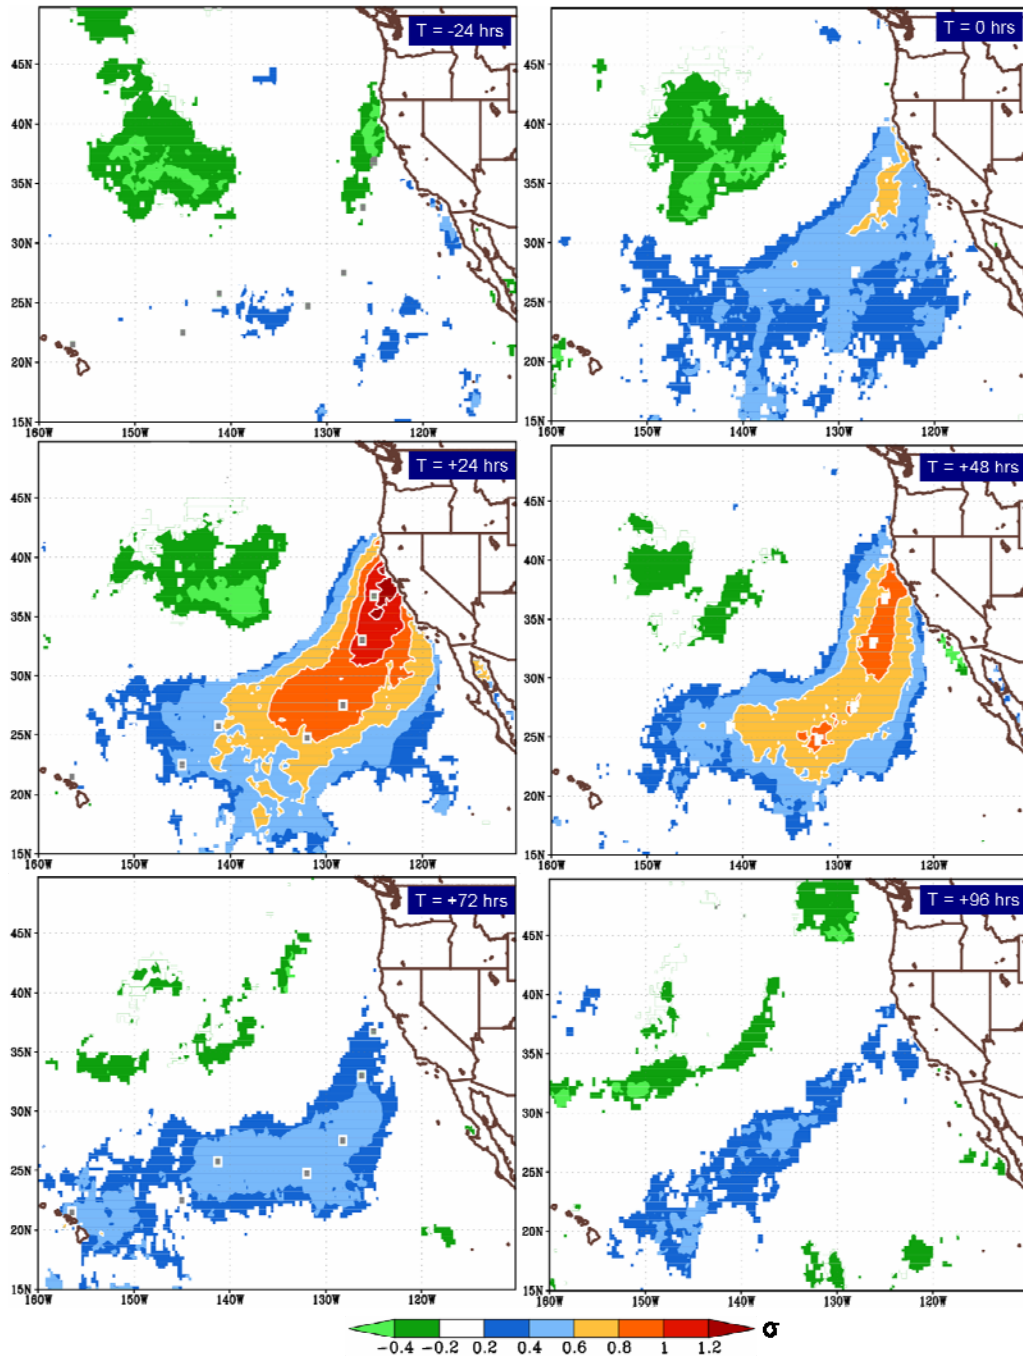 T = -24 hrs
T = 0 hrs
45N
40N
35N
30N
25N
20N
15N
160W 150W 140W 130W 120W
45N
40N
35N
30N
25N
20N
15N
160W 150W 140W 130W 120W
T = +24 hrs
T = +48 hrs
45N
40N
35N
30N
25N
20N
15N
160W 150W 140W 130W 120W
45N
40N
35N
30N
25N
20N
15N
160W 150W 140W 130W 120W
T = +72 hrs
T = +96 hrs
45N
40N
35N
30N
25N
20N
15N
160W 150W 140W 130W 120W
45N
40N
35N
30N
25N
20N
15N
160W 150W 140W 130W 120W
σ
-0.4 -0.2 0.2 0.4 0.6 0.8 1 1.2